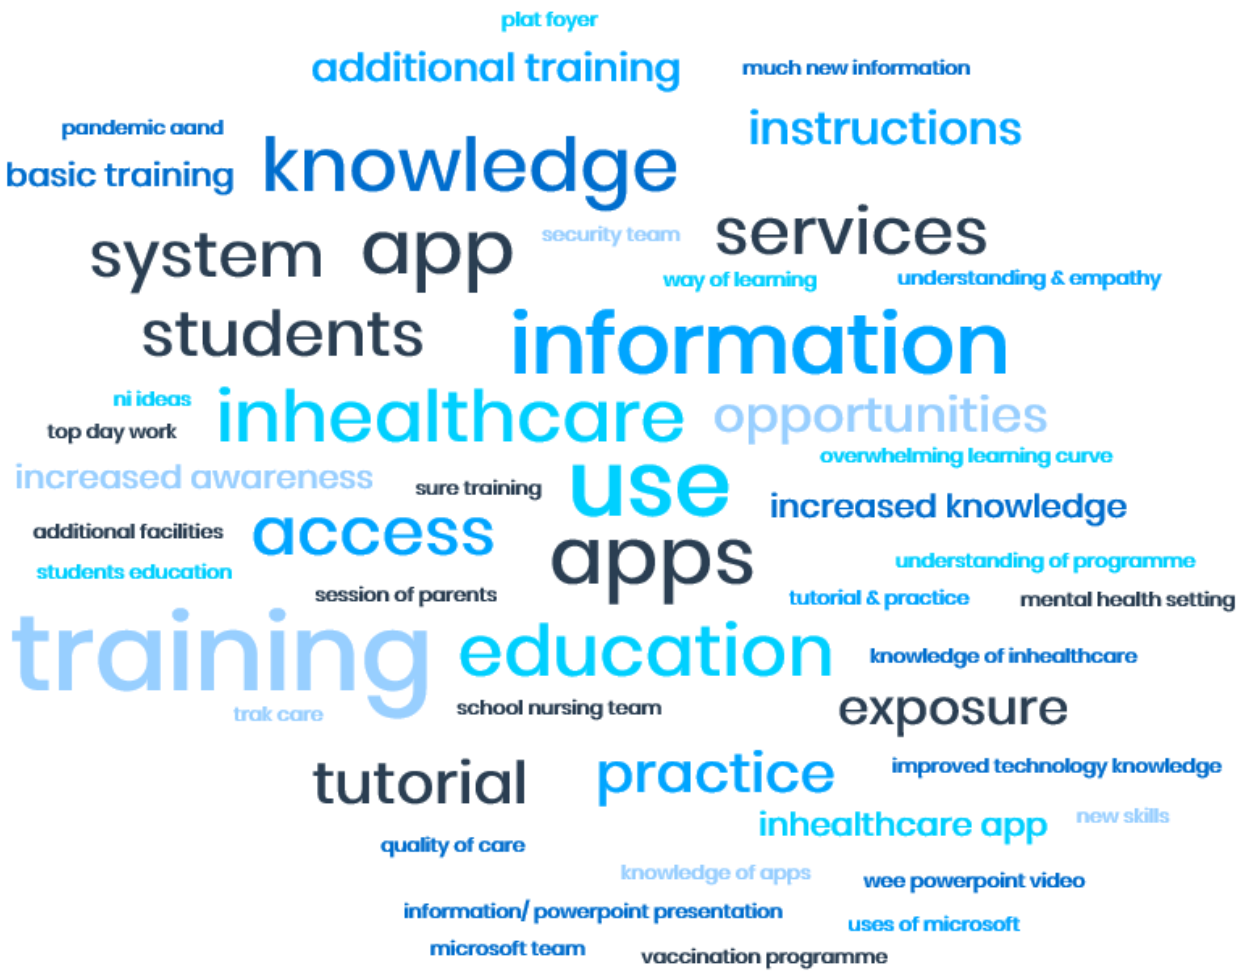 plat foyer
additional training
much new information
pandemic aand
instructions
basic training
knowledge
system
app
security team
services
way of learning
understanding & empathy
students
information
ni ideas
top day work
inhealthcare
opportunities
overwhelming learning curve
increased awareness
sure training
use
increased knowledge
additional facilities
access
apps
students education
understanding of programme
session of parents
tutorial & practice
mental health setting
training
education
knowledge of inhealthcare
trak care
school nursing team
exposure
tutorial
practice
improved technology knowledge
inhealthcare app
new skills
quality of care
knowledge of apps
wee powerpoint video
information/ powerpoint presentation
uses of microsoft
microsoft team
vaccination programme